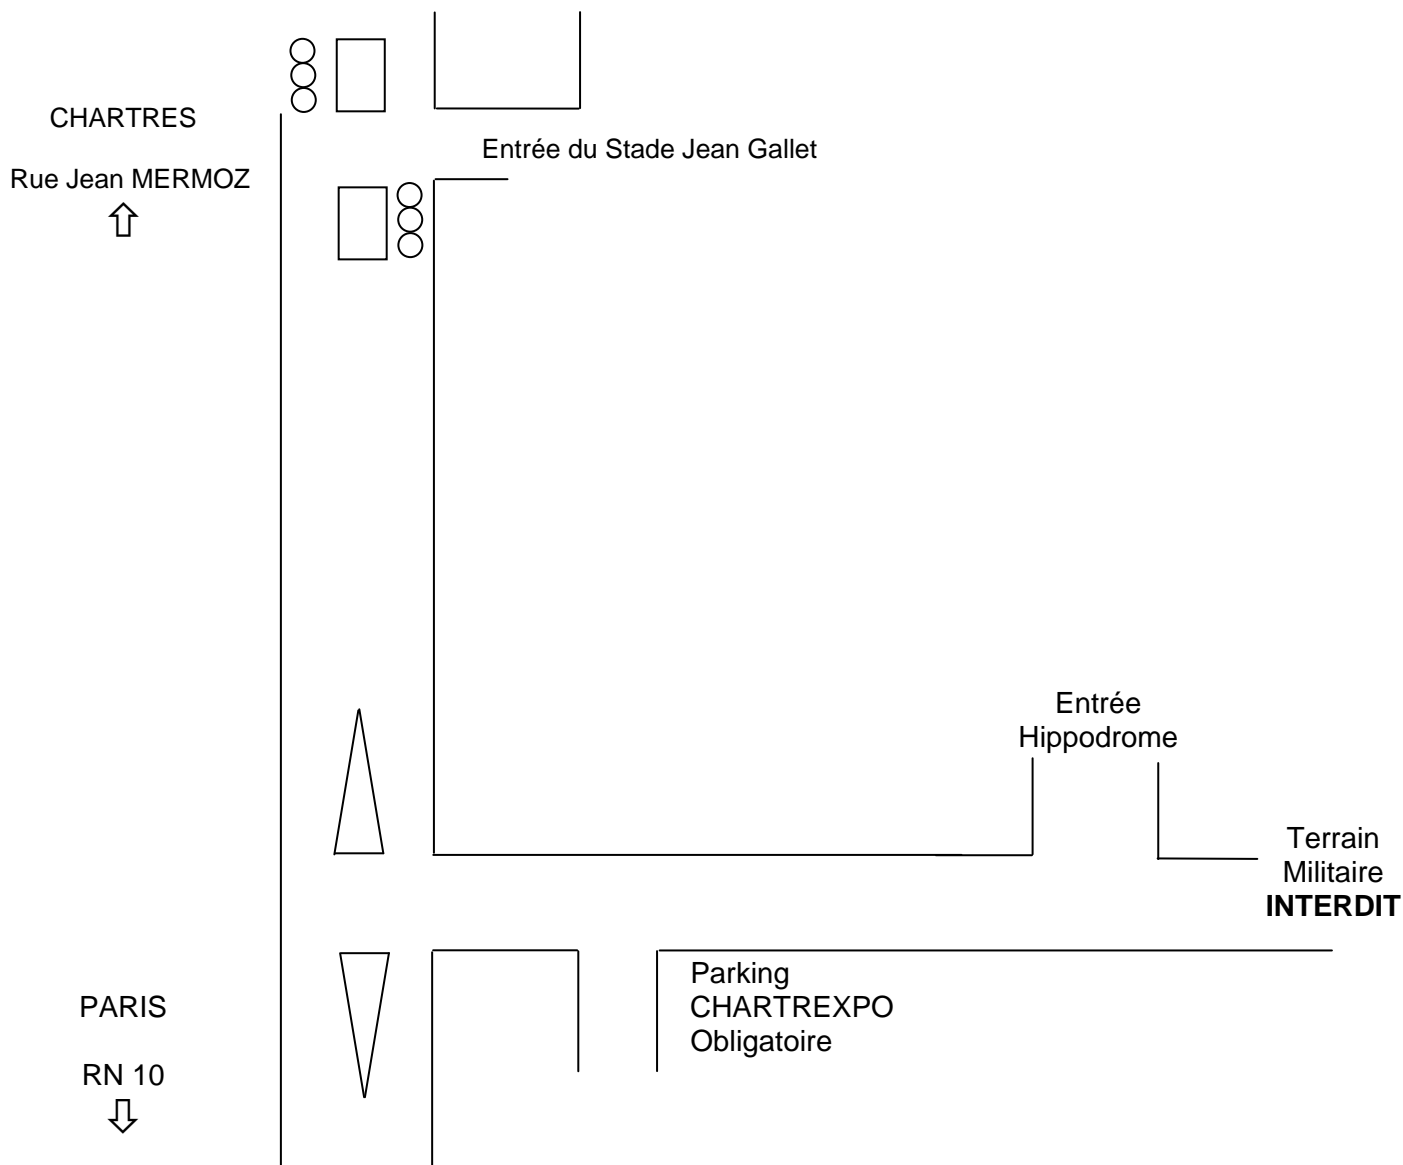 CHARTRES
Entrée du Stade Jean Gallet
Rue Jean MERMOZ
Entrée
Hippodrome
Terrain
Militaire
INTERDIT
Parking
CHARTREXPO
Obligatoire
PARIS
RN 10